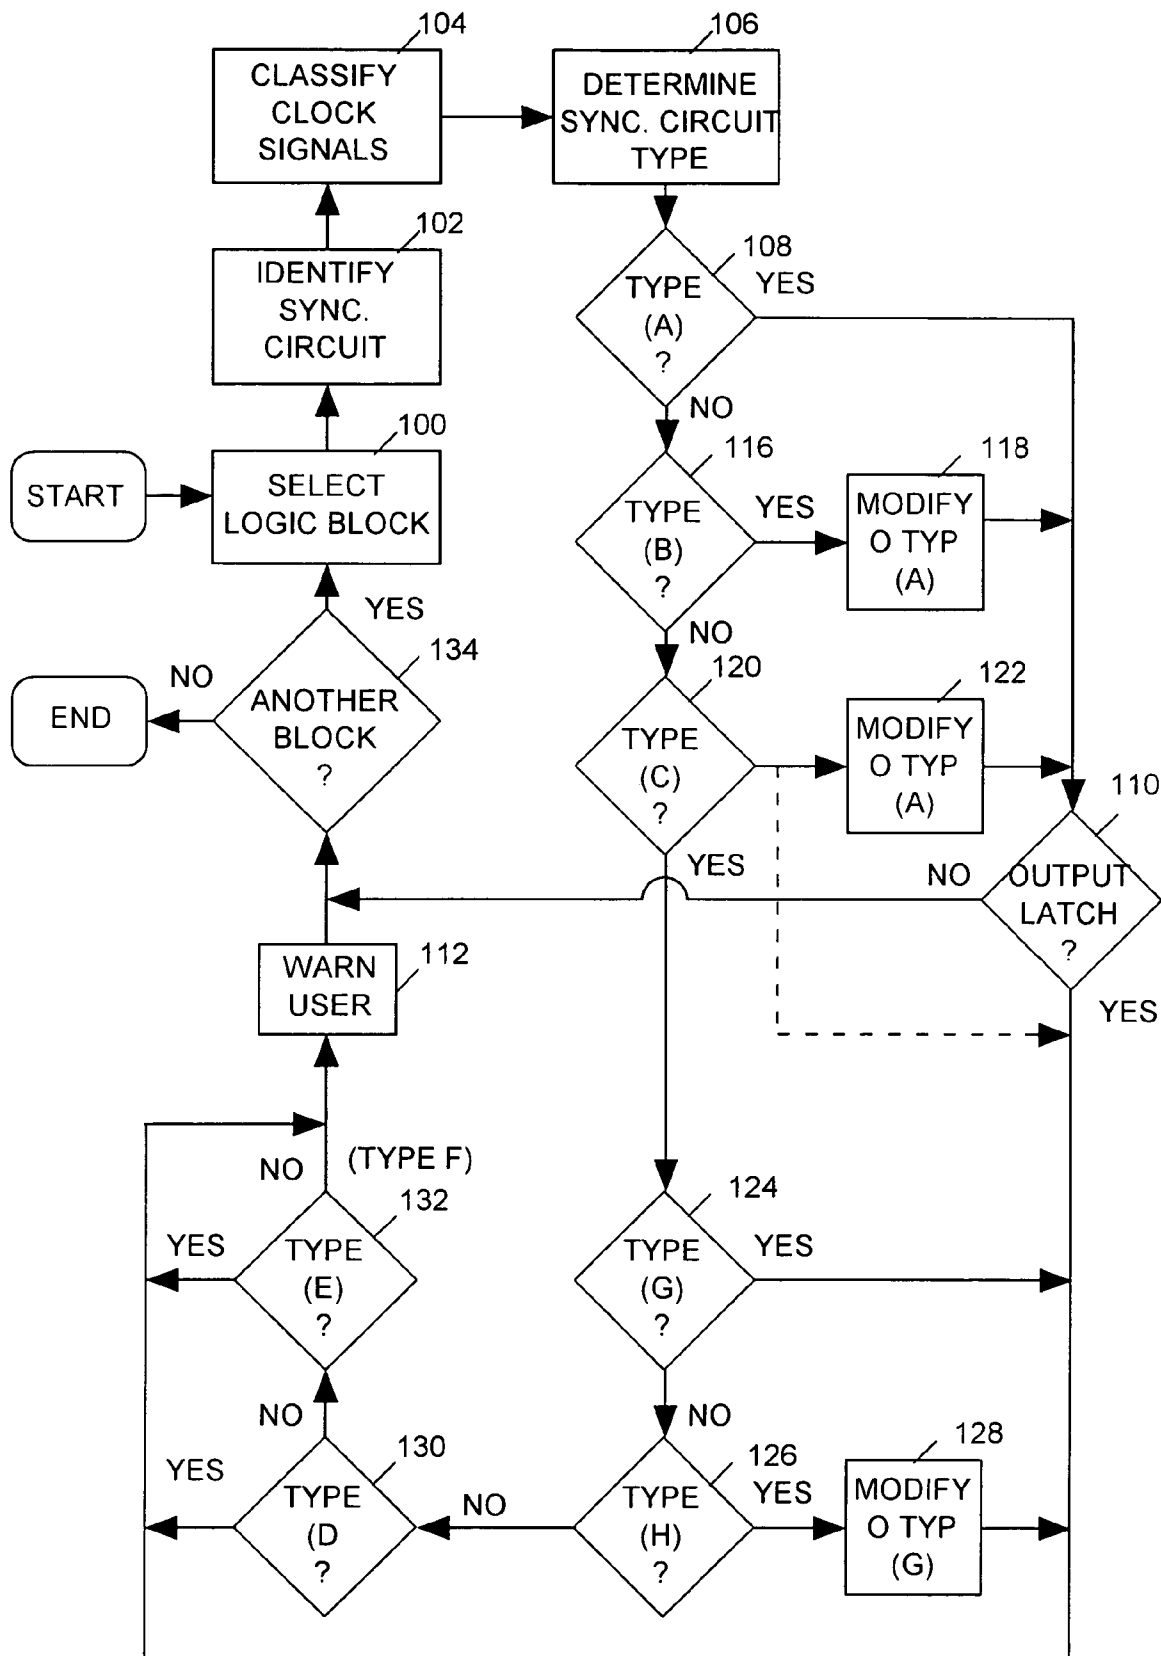 104
CLASSIFY
CLOCK
SIGNALS
106
DETERMINE
SYNC. CIRCUIT
TYPE
102
IDENTIFY
SYNC.
CIRCUIT
108
TYPE
(A)
?
YES
NO
100
SELECT
LOGIC BLOCK
START
116
TYPE
(B)
?
YES
118
MODIFY
O TYP
(A)
NO
YES
134
ANOTHER
BLOCK
?
NO
END
120
TYPE
(C)
?
122
MODIFY
O TYP
(A)
YES
110
OUTPUT
LATCH
?
NO
YES
112
WARN
USER
NO
(TYPE F)
132
TYPE
(E)
?
YES
124
TYPE
(G)
?
YES
NO
NO
130
TYPE
(D
?
YES
NO
126
TYPE
(H)
?
YES
128
MODIFY
O TYP
(G)